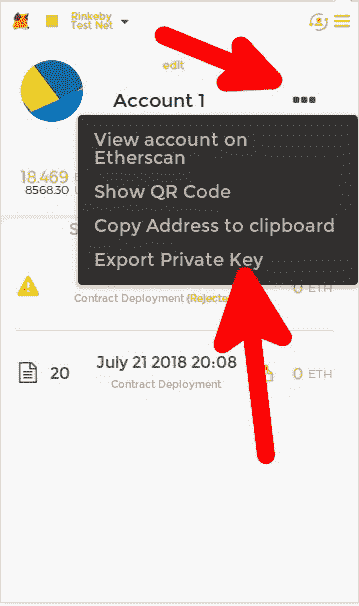 Rinkeby
Test Net
edit
Account 1
View account on
Etherscan
Show QR Code
Copy Address to clipboard
Export Private Key
18.469
8568.30
Contract Deployment
0 ETH
20
July 21 2018 20:08
Contract Deployment
0 ETH